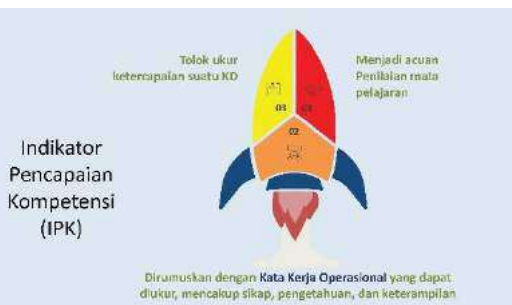 Tolok ukur
ketercapaian suatu KD
Menjadi acuan
Penilaian mata
pelajaran
03
01
02
Indikator
Pencapaian
Kompetensi
(IPK)
Dirumuskan dengan Kata Kerja Operasional yang dapat
diukur, mencakup sikap, pengetahuan, dan keterampilan